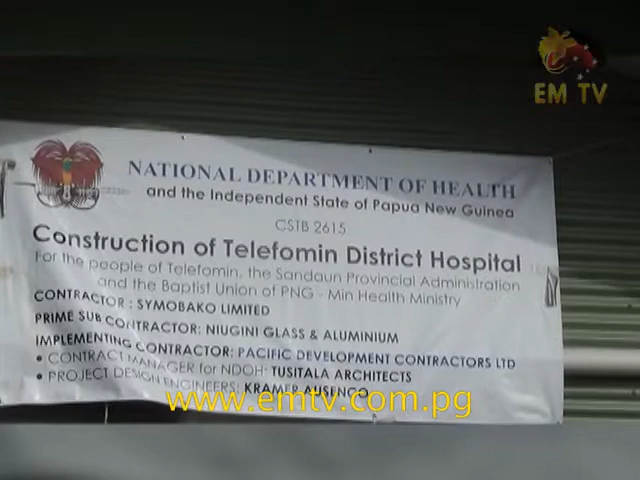 EM TV
NATIONAL DEPARTMENT OF HEALTH
and the Independent State of Papua New Guinea
CSTB 2615
Construction of Telefomin District Hospital
For the people of Telefomin, the Sandaun Provincial Administration
and the Baptist Union of PNG - Min Health Ministry
CONTRACTOR : SYMOBAKO LIMITED
PRIME SUB CONTRACTOR: NIUGINI GLASS & ALUMINIUM
IMPLEMENTING CONTRACTOR: PACIFIC DEVELOPMENT CONTRACTORS LTD
• CONTRACT MANAGER for NDOH: TUSITALA ARCHITECTS
• PROJECT DESIGN ENGINEERS: KRAMER AUSENCO
www.emtv.com.pg